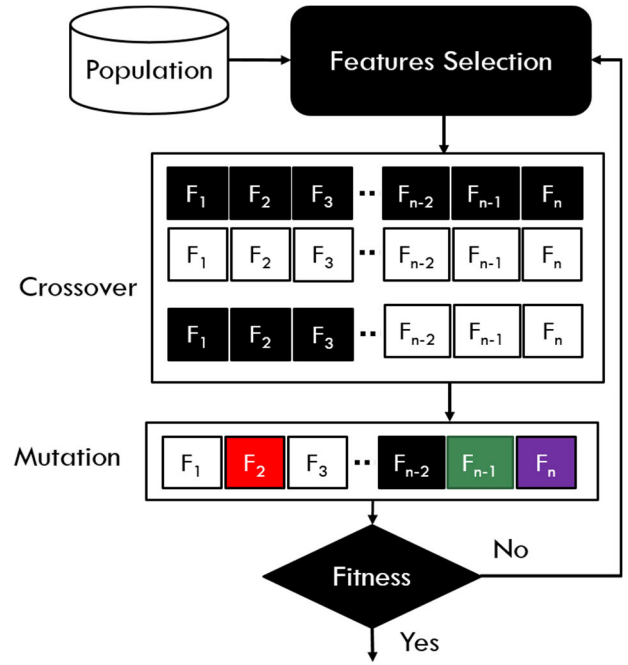 Population
Features Selection
F1 F2 F3 .. Fn-2 Fn-1 Fn
F1 F2 F3 .. Fn-2 Fn-1 Fn
Crossover
F1 F2 F3 .. Fn-2 Fn-1 Fn
Mutation
F1 F2 F3 .. Fn-2 Fn-1 Fn
No
Fitness
Yes